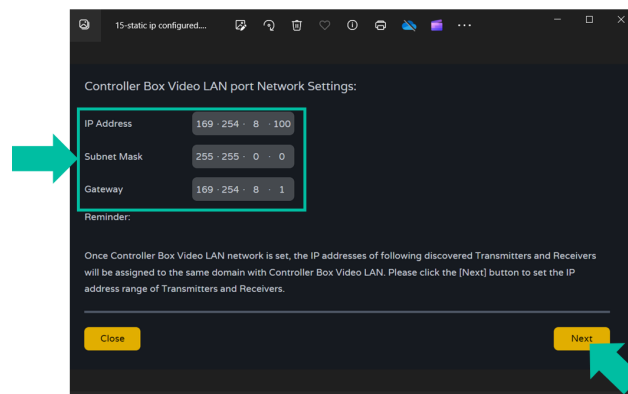 15-static ip configured....
Controller Box Video LAN port Network Settings:
IP Address 169 · 254 · 8 · 100
Subnet Mask 255 · 255 · 0 · 0
Gateway 169 · 254 · 8 · 1
Reminder:
Once Controller Box Video LAN network is set, the IP addresses of following discovered Transmitters and Receivers
will be assigned to the same domain with Controller Box Video LAN. Please click the [Next] button to set the IP
address range of Transmitters and Receivers.
Close Next